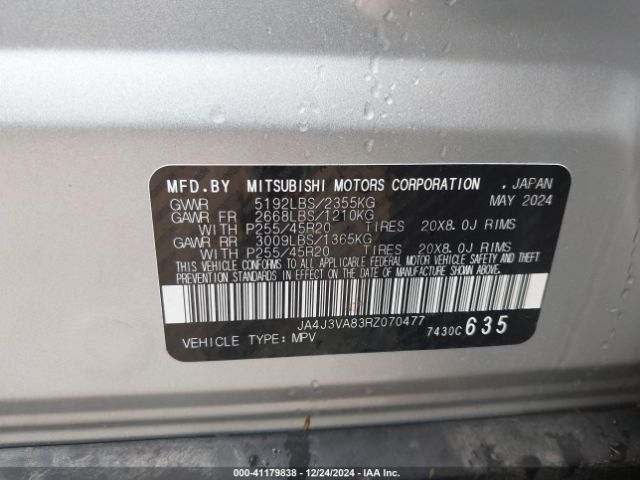 MFD.BY MITSUBISHI MOTORS CORPORATION . JAPAN
GVWR 5192LBS/2355KG MAY 2024
GAWR FR 2668LBS/1210KG
WITH P255/45R20 TIRES 20X8.0J RIMS
GAWR RR 3009LBS/1365KG
WITH P255/45R20 TIRES 20X8.0J RIMS
THIS VEHICLE CONFORMS TO ALL APPLICABLE FEDERAL MOTOR VEHICLE SAFETY AND THEFT
PREVENTION STANDARDS IN EFFECT ON THE DATE OF MANUFACTURE SHOWN ABOVE.
JA4J3VA83RZ070477
VEHICLE TYPE: MPV 7430C 635
00-41179838 - 12/24/2024 - IAA Inc.